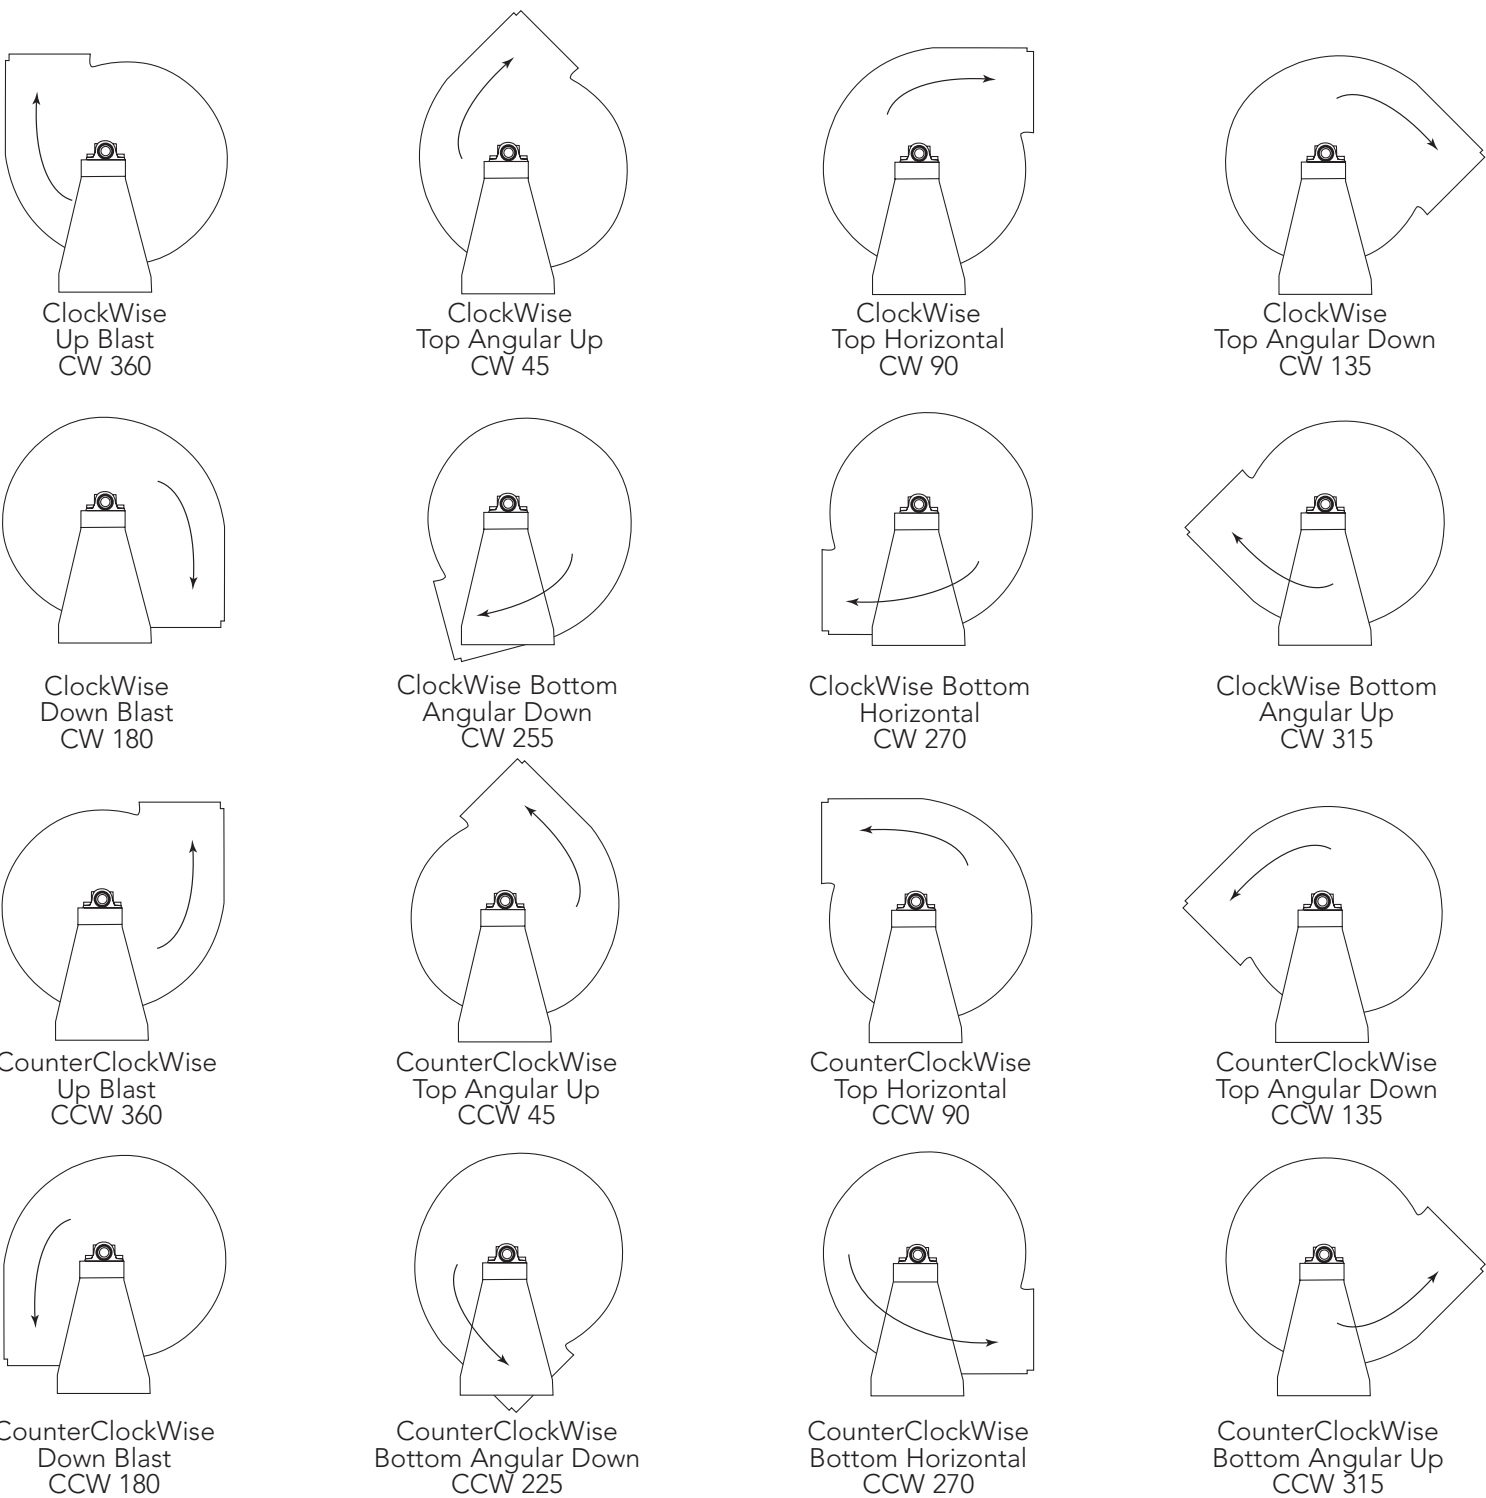 ClockWise
Up Blast
CW 360
ClockWise
Top Angular Up
CW 45
ClockWise
Top Horizontal
CW 90
ClockWise
Top Angular Down
CW 135
ClockWise
Down Blast
CW 180
ClockWise Bottom
Angular Down
CW 255
ClockWise Bottom
Horizontal
CW 270
ClockWise Bottom
Angular Up
CW 315
CounterClockWise
Up Blast
CCW 360
CounterClockWise
Top Angular Up
CCW 45
CounterClockWise
Top Horizontal
CCW 90
CounterClockWise
Top Angular Down
CCW 135
CounterClockWise
Down Blast
CCW 180
CounterClockWise
Bottom Angular Down
CCW 225
CounterClockWise
Bottom Horizontal
CCW 270
CounterClockWise
Bottom Angular Up
CCW 315